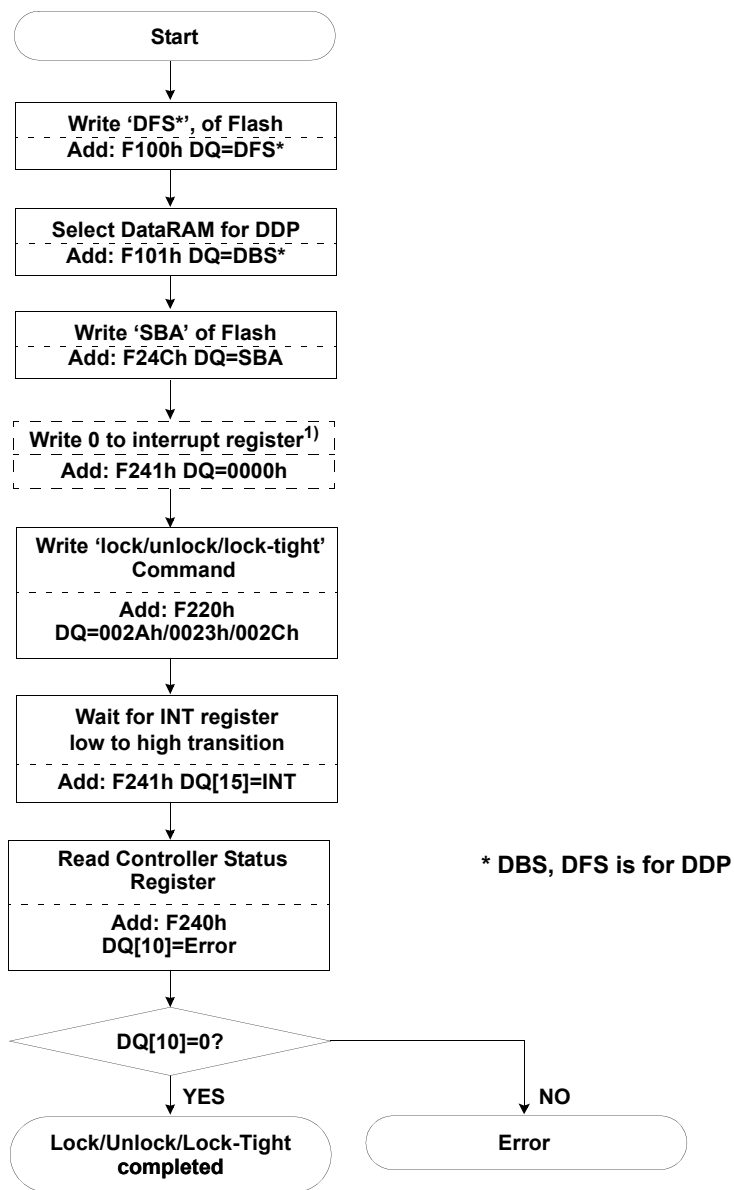 Start
Write ‘DFS*’, of Flash
Add: F100h DQ=DFS*
Select DataRAM for DDP
Add: F101h DQ=DBS*
Write ‘SBA’ of Flash
Add: F24Ch DQ=SBA
Write 0 to interrupt register1)
Add: F241h DQ=0000h
Write ‘lock/unlock/lock-tight’
Command
Add: F220h
DQ=002Ah/0023h/002Ch
Wait for INT register
low to high transition
Add: F241h DQ[15]=INT
Read Controller Status
Register
Add: F240h
DQ[10]=Error
* DBS, DFS is for DDP
DQ[10]=0?
YES
NO
Lock/Unlock/Lock-Tight
completed
Error